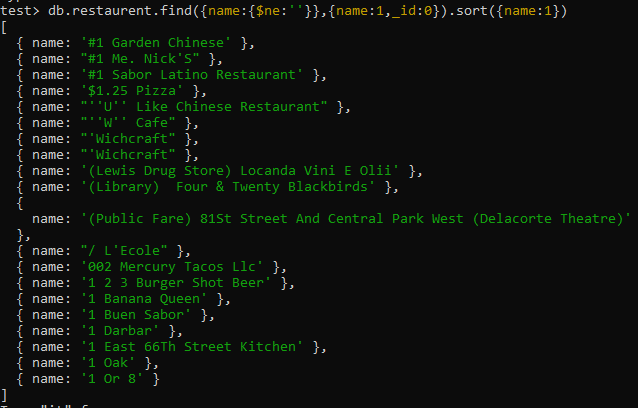 test> db.restaurent.find({name:{$ne:''}},{name:1,_id:0}).sort({name:1})
[
  { name: '#1 Garden Chinese' },
  { name: "#1 Me. Nick'S" },
  { name: '#1 Sabor Latino Restaurant' },
  { name: '$1.25 Pizza' },
  { name: "''U'' Like Chinese Restaurant" },
  { name: "''W'' Cafe" },
  { name: "'Wichcraft" },
  { name: "'Wichcraft" },
  { name: '(Lewis Drug Store) Locanda Vini E Olii' },
  { name: '(Library)  Four & Twenty Blackbirds' },
  {
    name: '(Public Fare) 81St Street And Central Park West (Delacorte Theatre)'
  },
  { name: "/ L'Ecole" },
  { name: '002 Mercury Tacos Llc' },
  { name: '1 2 3 Burger Shot Beer' },
  { name: '1 Banana Queen' },
  { name: '1 Buen Sabor' },
  { name: '1 Darbar' },
  { name: '1 East 66Th Street Kitchen' },
  { name: '1 Oak' },
  { name: '1 Or 8' }
]